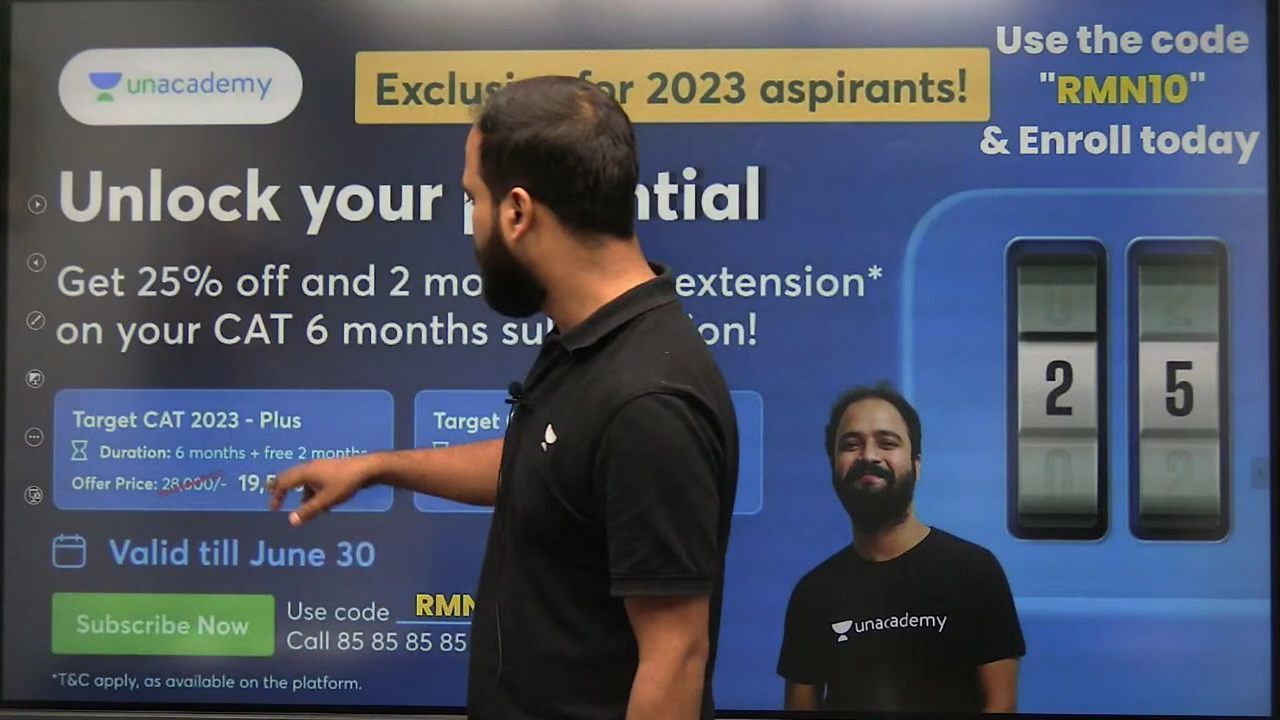 unacademy
Exclusive for 2023 aspirants!
Use the code
"RMN10"
& Enroll today
Unlock your ntial
Get 25% off and 2 mo extension*
on your CAT 6 months su on!
Target CAT 2023 - Plus
Duration: 6 months + free 2 months
Offer Price: 28,000/- 19,5
Target
Valid till June 30
Subscribe Now
Use code RMN
Call 85 85 85 85
*T&C apply, as available on the platform.
2 5
unacademy